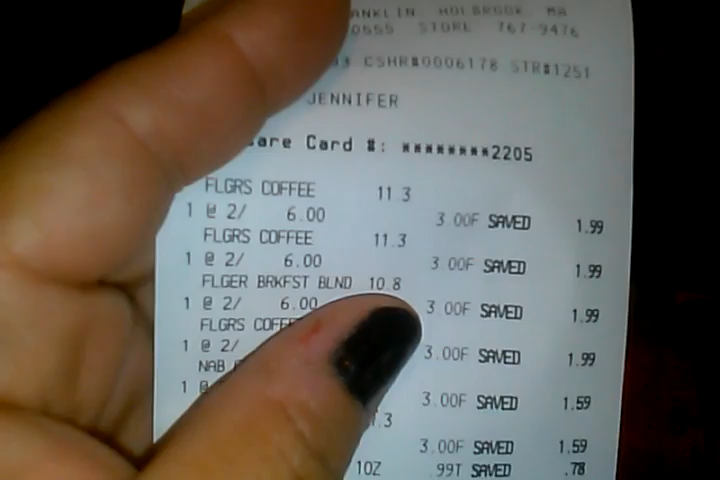 ANKLIN HOLBROOK MA
0555 STORE 767-9476
CSHR#0006178 STR#1251
JENNIFER
are Card #: ********2205
FLGRS COFFEE 11.3
1 @ 2/ 6.00 3.00F SAVED 1.99
FLGRS COFFEE 11.3
1 @ 2/ 6.00 3.00F SAVED 1.99
FLGER BRKFST BLND 10.8
1 @ 2/ 6.00 3.00F SAVED 1.99
FLGRS COFFE
1 @ 2/ 3.00F SAVED 1.99
NAB
1 @ 3.00F SAVED 1.59
.3
3.00F SAVED 1.59
10Z .99T SAVED .78